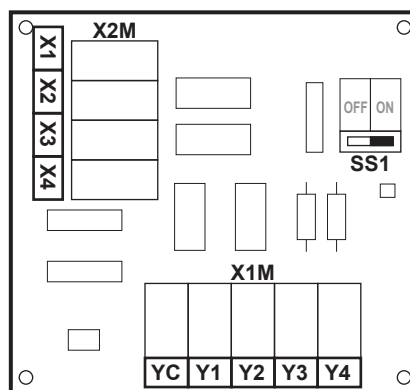 X2M
X1
X2
X3
X4
OFF ON
SS1
X1M
YC Y1 Y2 Y3 Y4